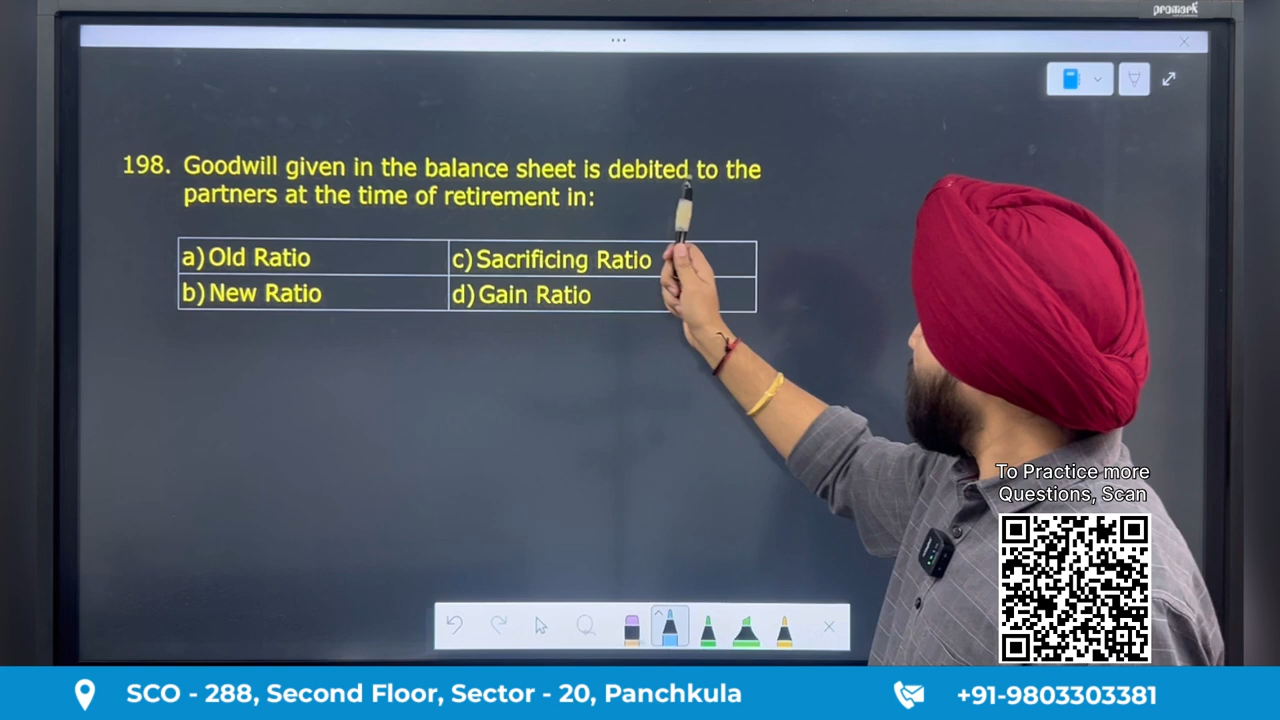 promark
198. Goodwill given in the balance sheet is debited to the
partners at the time of retirement in:
a) Old Ratio
c) Sacrificing Ratio
b) New Ratio
d) Gain Ratio
To Practice more
Questions, Scan
SCO - 288, Second Floor, Sector - 20, Panchkula
+91-9803303381